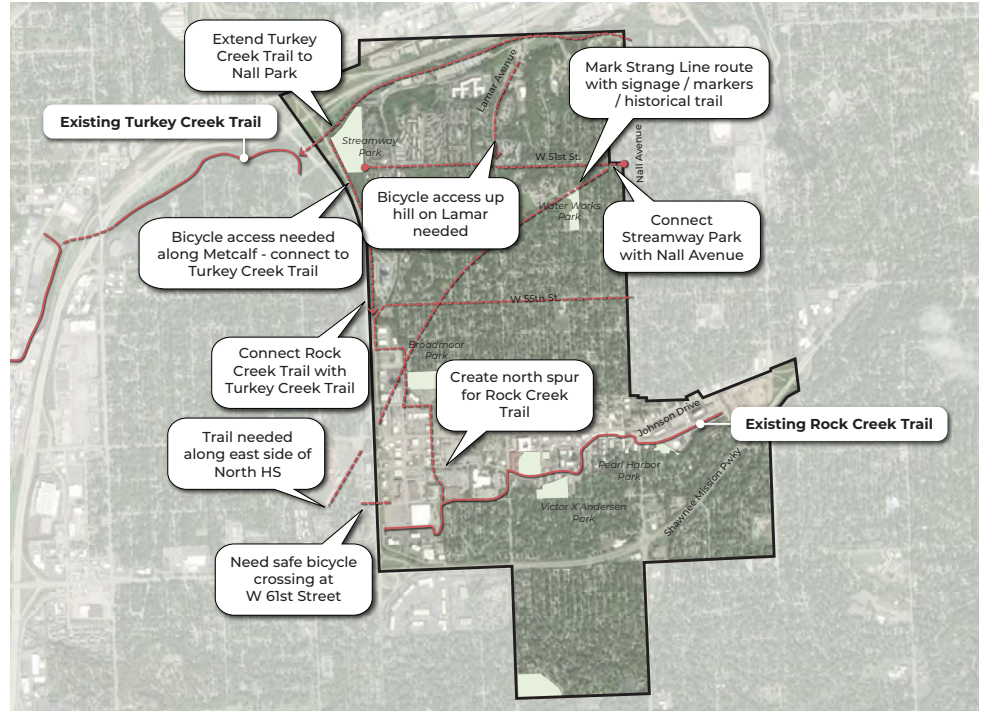 Extend Turkey
Creek Trail to
Nall Park
Mark Strang Line route
with signage / markers
/ historical trail
Existing Turkey Creek Trail
Lamar Avenue
Streamway
Park
W 51st St.
Nall Avenue
Bicycle access up
hill on Lamar
needed
Water Works
Park
Connect
Streamway Park
with Nall Avenue
Bicycle access needed
along Metcalf - connect to
Turkey Creek Trail
W 55th St.
Connect Rock
Creek Trail with
Turkey Creek Trail
Broadmoor
Park
Create north spur
for Rock Creek
Trail
Johnson Drive
Existing Rock Creek Trail
Trail needed
along east side of
North HS
Pearl Harbor
Park
Victor X Andersen
Park
Shawnee Mission Pwky
Need safe bicycle
crossing at
W 61st Street